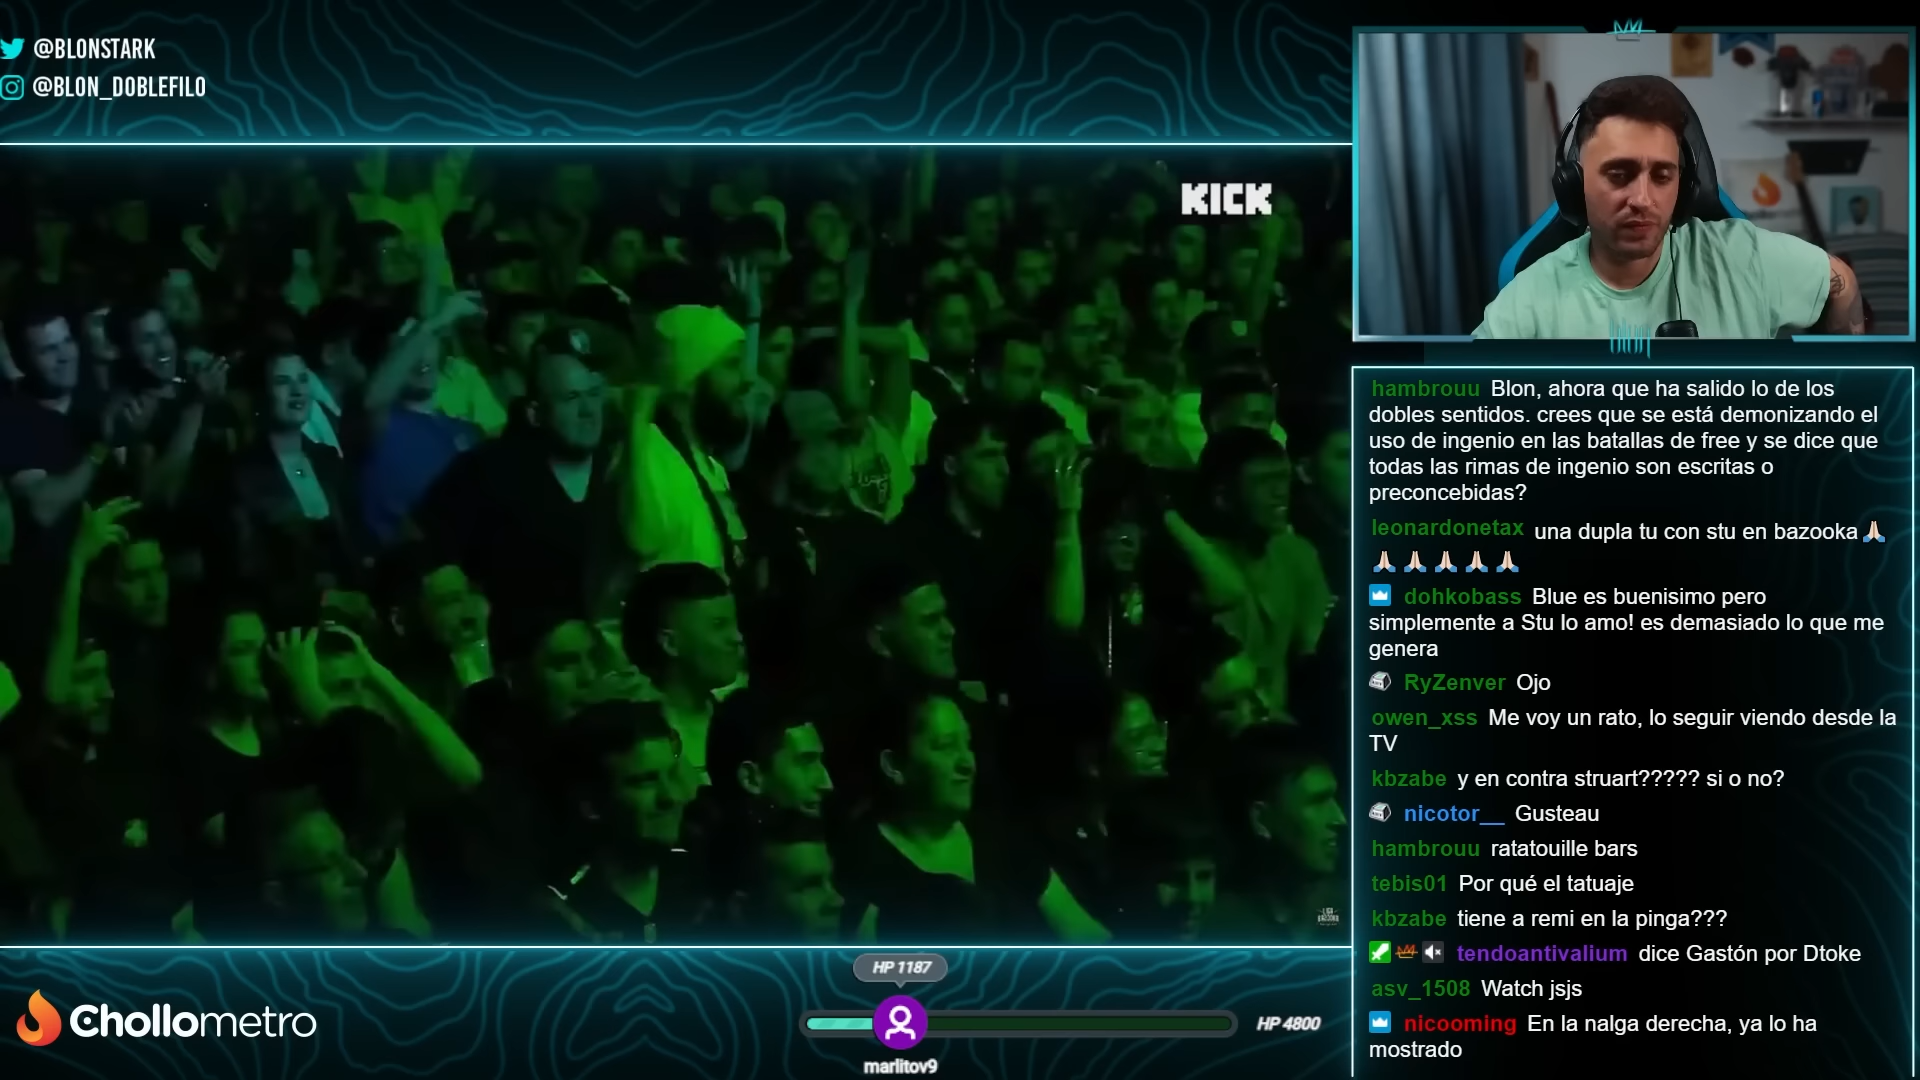 @BLONSTARK
@BLON_DOBLEFILO
KICK
hambrouu Blon, ahora que ha salido lo de los
dobles sentidos. crees que se está demonizando el
uso de ingenio en las batallas de free y se dice que
todas las rimas de ingenio son escritas o
preconcebidas?
leonardonetax una dupla tu con stu en bazooka🙏🏻
🙏🏻 🙏🏻 🙏🏻 🙏🏻 🙏🏻
dohkobass Blue es buenisimo pero
simplemente a Stu lo amo! es demasiado lo que me
genera
RyZenver Ojo
owen_xss Me voy un rato, lo seguir viendo desde la
TV
kbzabe y en contra struart????? si o no?
nicotor__ Gusteau
hambrouu ratatouille bars
tebis01 Por qué el tatuaje
kbzabe tiene a remi en la pinga???
tendoantivalium dice Gastón por Dtoke
asv_1508 Watch jsjs
nicooming En la nalga derecha, ya lo ha
mostrado
LIGA
BAZOOKA
Chollometro
HP 1187
HP 4800
marlitov9